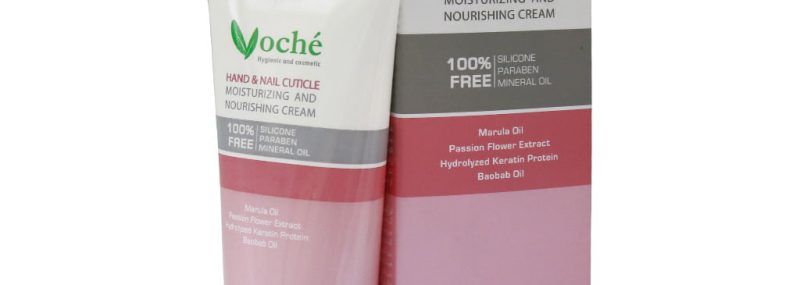 Voché
Hygienic and cosmetic
HAND & NAIL CUTICLE
MOISTURIZING AND
NOURISHING CREAM
100%
FREE
SILICONE
PARABEN
MINERAL OIL
Marula Oil
Passion Flower Extract
Hydrolyzed Keratin Protein
Baobab Oil
MOISTURIZING AND
NOURISHING CREAM
100%
FREE
SILICONE
PARABEN
MINERAL OIL
Marula Oil
Passion Flower Extract
Hydrolyzed Keratin Protein
Baobab Oil